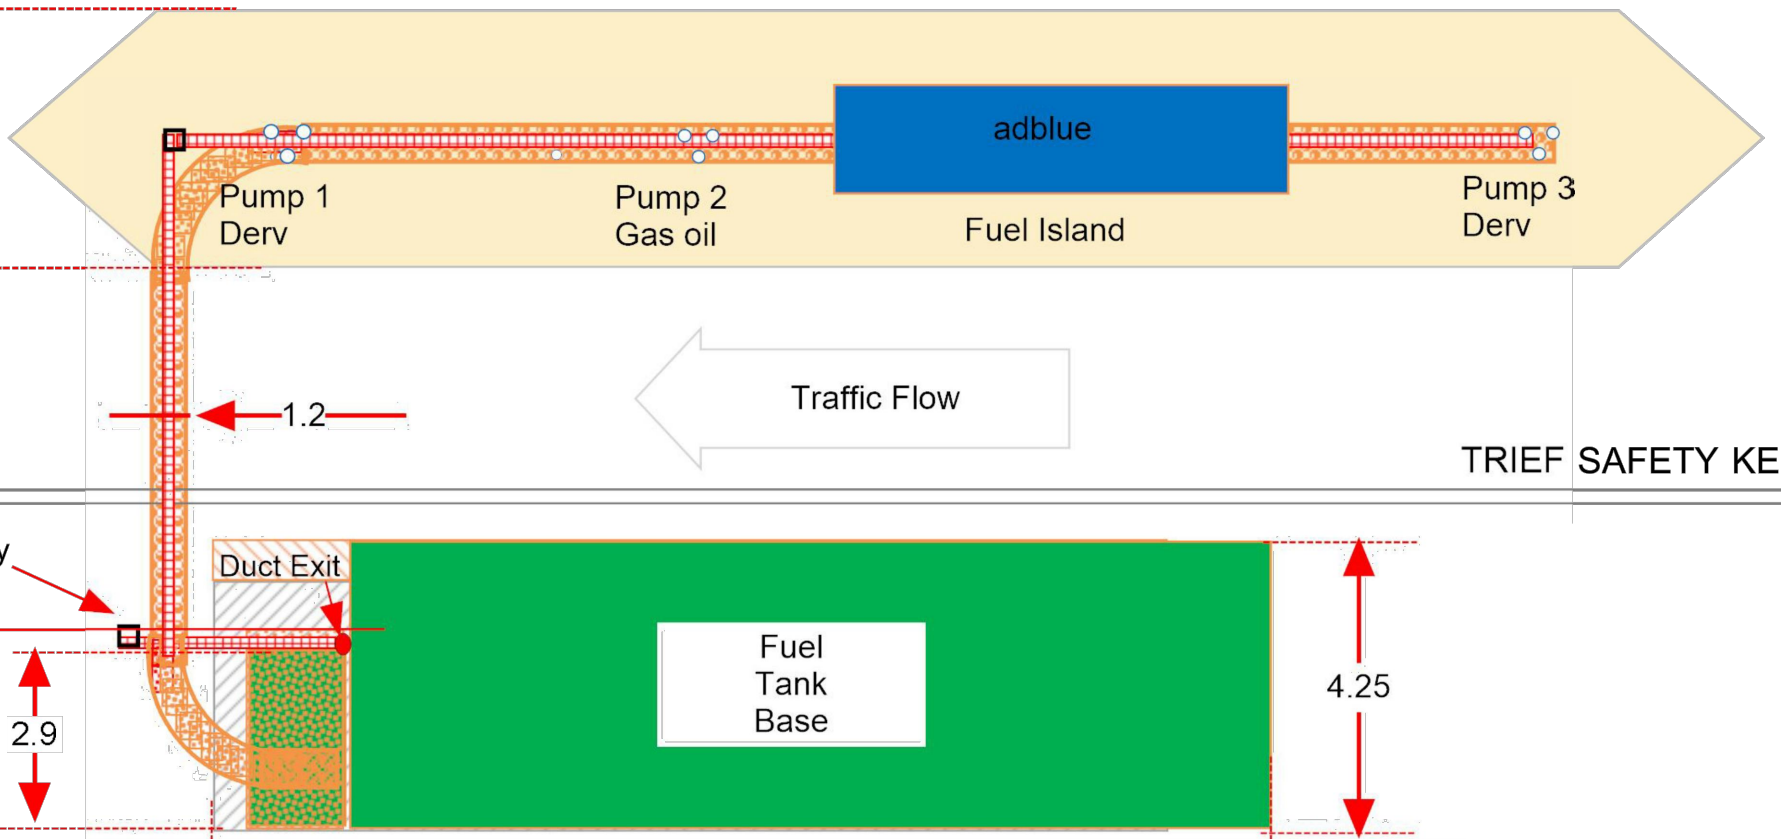 adblue
Pump 1
Derv
Pump 2
Gas oil
Fuel Island
Pump 3
Derv
Traffic Flow
1.2
TRIEF SAFETY KE
y
Duct Exit
Fuel
Tank
Base
4.25
2.9